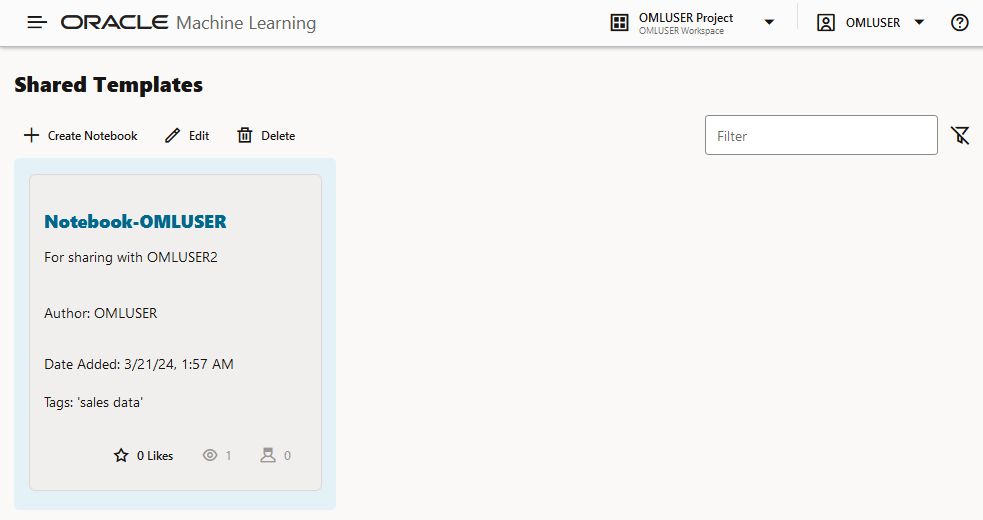 ORACLE Machine Learning
OMLUSER Project
OMLUSER Workspace
OMLUSER
?
Shared Templates
Create Notebook
Edit
Delete
Filter
Notebook-OMLUSER
For sharing with OMLUSER2
Author: OMLUSER
Date Added: 3/21/24, 1:57 AM
Tags: 'sales data'
0 Likes
1
0